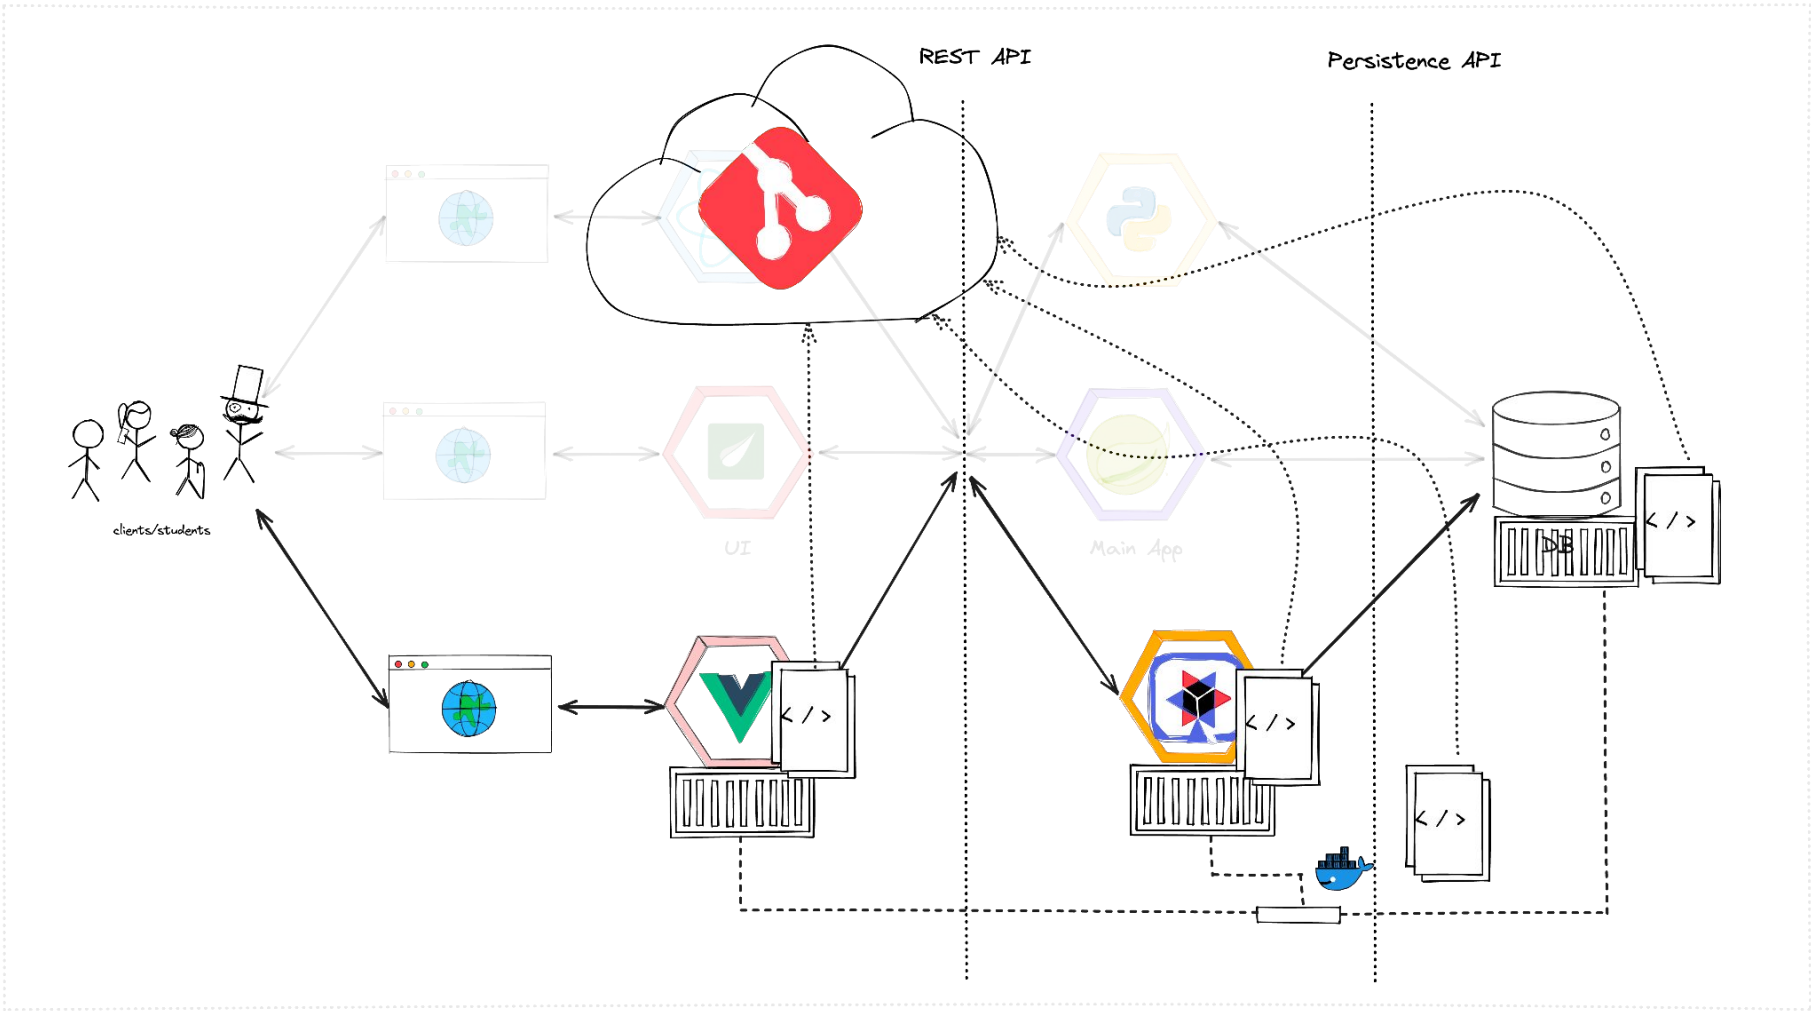 REST API
Persistence API
clients/students
UI
Main App
</>
DB
</>
</>
</>